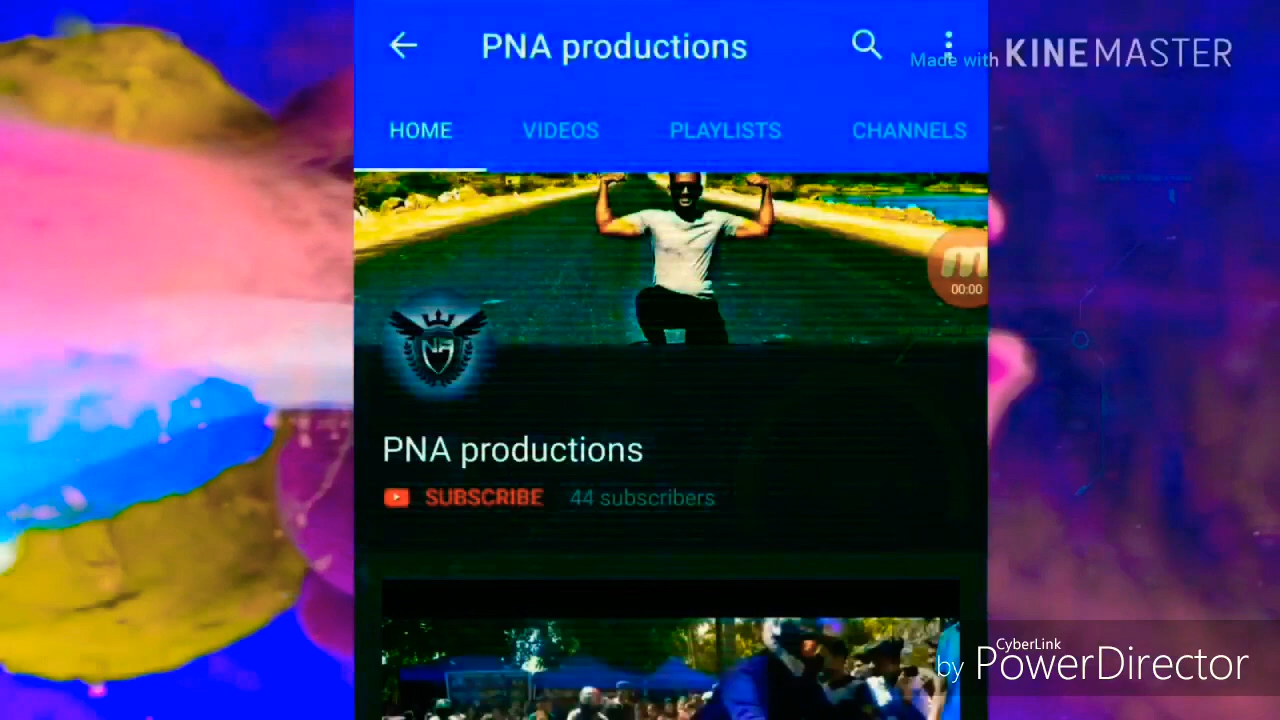 PNA productions
Made with KINEMASTER
HOME VIDEOS PLAYLISTS CHANNELS
00:00
NA
PNA productions
SUBSCRIBE 44 subscribers
CyberLink
by PowerDirector